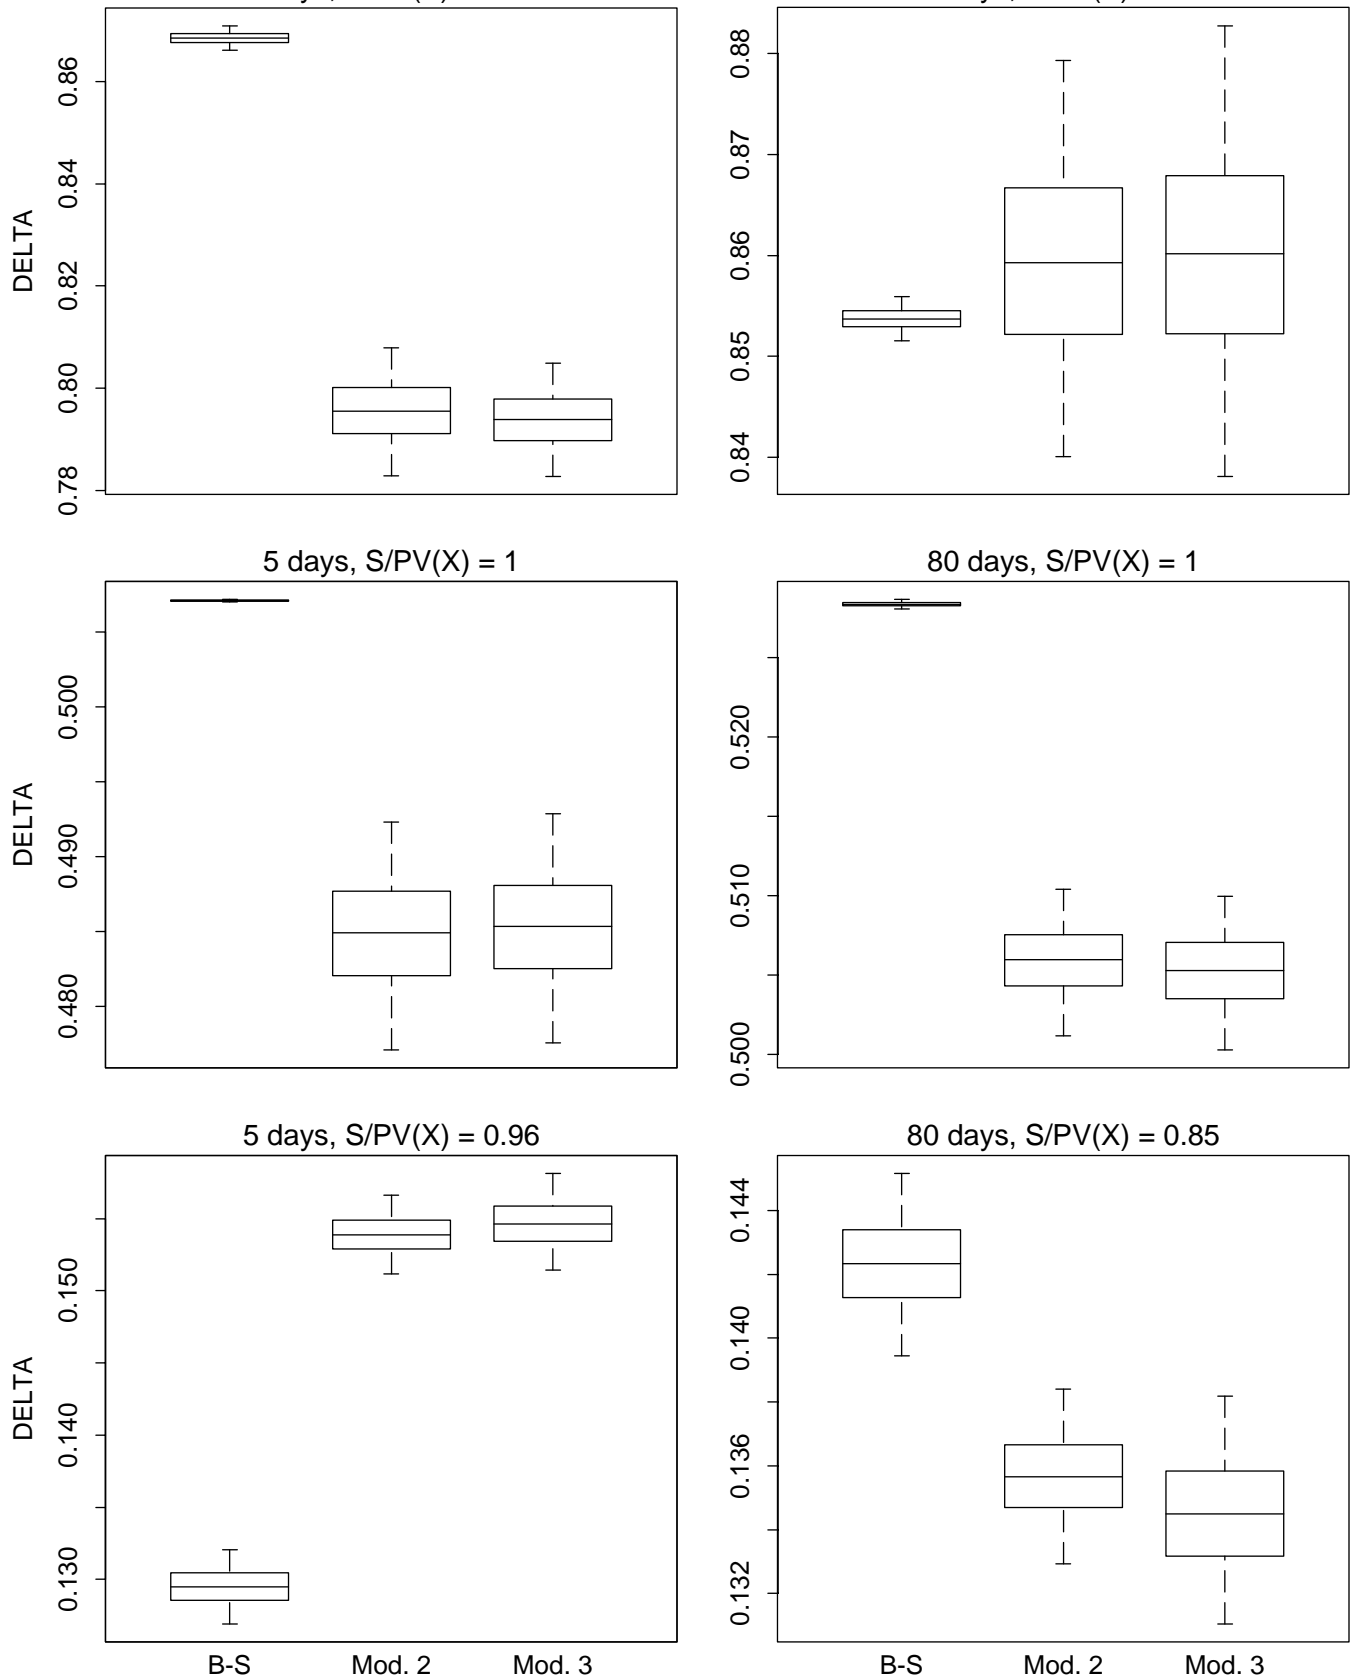 DELTA
0.78 0.80 0.82 0.84 0.86
0.84 0.85 0.86 0.87 0.88
5 days, S/PV(X) = 1
DELTA
0.480 0.490 0.500
80 days, S/PV(X) = 1
0.500 0.510 0.520
5 days, S/PV(X) = 0.96
DELTA
0.130 0.140 0.150
B-S Mod. 2 Mod. 3
80 days, S/PV(X) = 0.85
0.132 0.136 0.140 0.144
B-S Mod. 2 Mod. 3